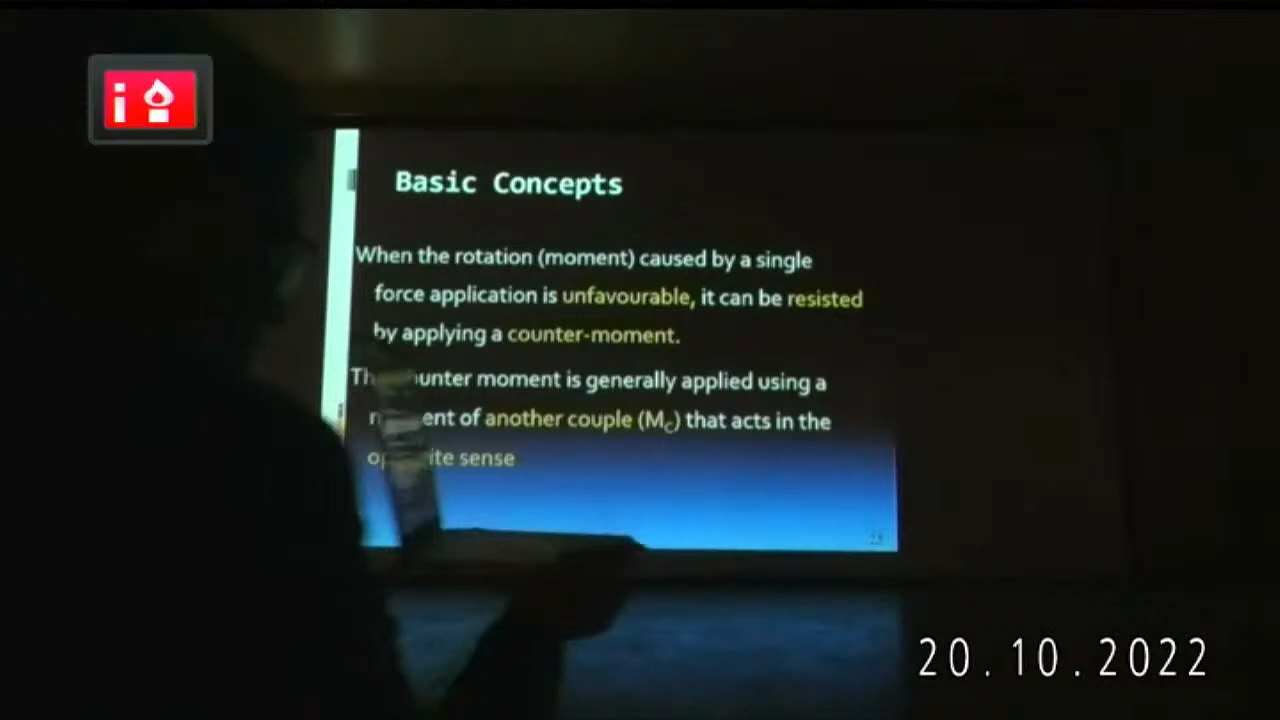 Basic Concepts
When the rotation (moment) caused by a single
force application is unfavourable, it can be resisted
by applying a counter-moment.
unter moment is generally applied using a
ent of another couple (Mc) that acts in the
ite sense
20.10.2022